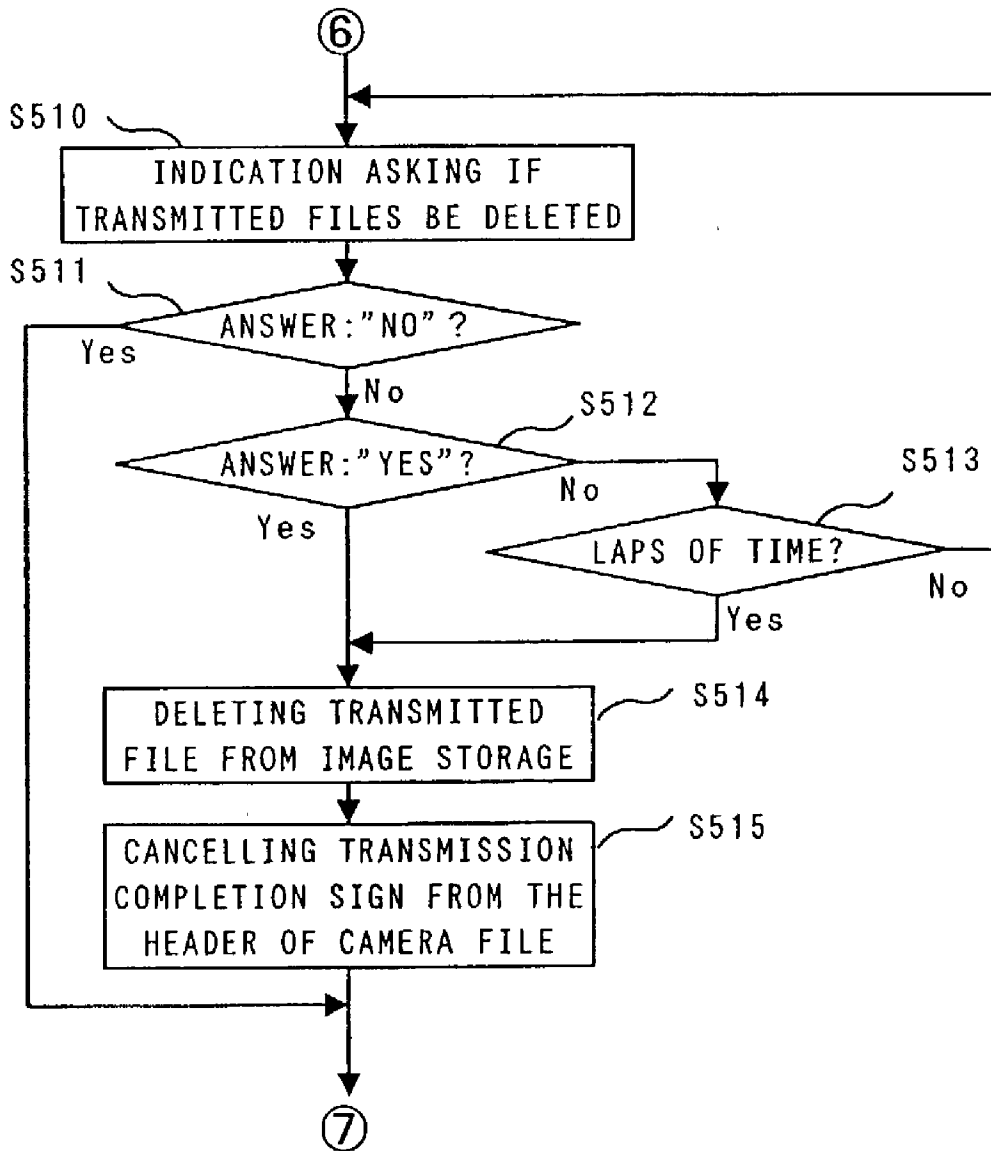 ⑥
S510
INDICATION ASKING IF
TRANSMITTED FILES BE DELETED
S511
ANSWER:"NO"?
Yes
No
S512
ANSWER:"YES"?
No
Yes
S513
LAPS OF TIME?
No
Yes
S514
DELETING TRANSMITTED
FILE FROM IMAGE STORAGE
S515
CANCELLING TRANSMISSION
COMPLETION SIGN FROM THE
HEADER OF CAMERA FILE
⑦